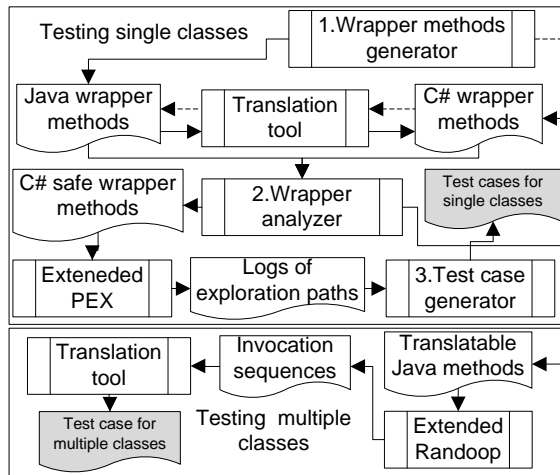 Testing single classes
1.Wrapper methods
generator
Java wrapper
methods
Translation
tool
C# wrapper
methods
C# safe wrapper
methods
2.Wrapper
analyzer
Test cases for
single classes
Exteneded
PEX
Logs of
exploration paths
3.Test case
generator
Translation
tool
Invocation
sequences
Translatable
Java methods
Test case for
multiple classes
Testing multiple
classes
Extended
Randoop